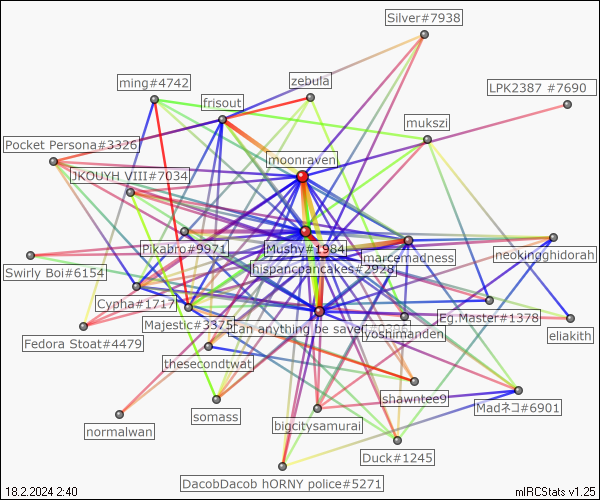 Silver#7938
ming#4742
zebula
LPK2387 #7690
frisout
mukszi
Pocket Persona#3326
moonraven
JKOUYH VIII#7034
Pikabro#9971
Mushy#1984
marcemadness
neokingghidorah
hispancpancakes#2928
Swirly Boi#6154
Cypha#1717
Majestic#3375
can anything be saved
yoshimanden
Eg.Master#1378
eliakith
Fedora Stoat#4479
thesecondtwat
shawntee9
somass
Madネコ#6901
normalwan
bigcitysamurai
Duck#1245
DacobDacob hORNY police#5271
18.2.2024 2:40
mIRCStats v1.25